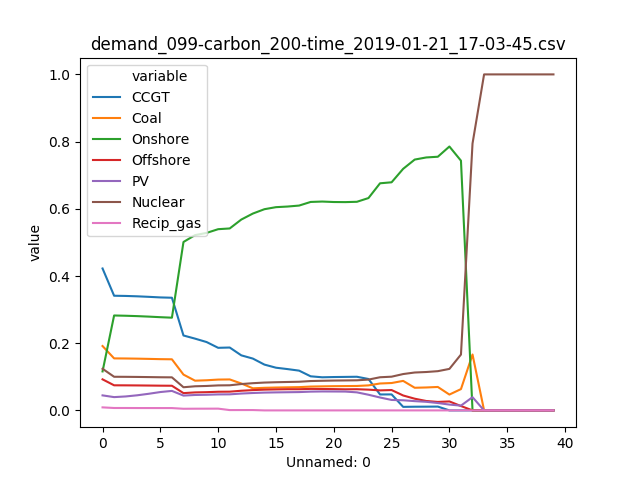 demand_099-carbon_200-time_2019-01-21_17-03-45.csv
variable
CCGT
Coal
Onshore
Offshore
PV
Nuclear
Recip_gas
value
1.0
0.8
0.6
0.4
0.2
0.0
0 5 10 15 20 25 30 35 40
Unnamed: 0